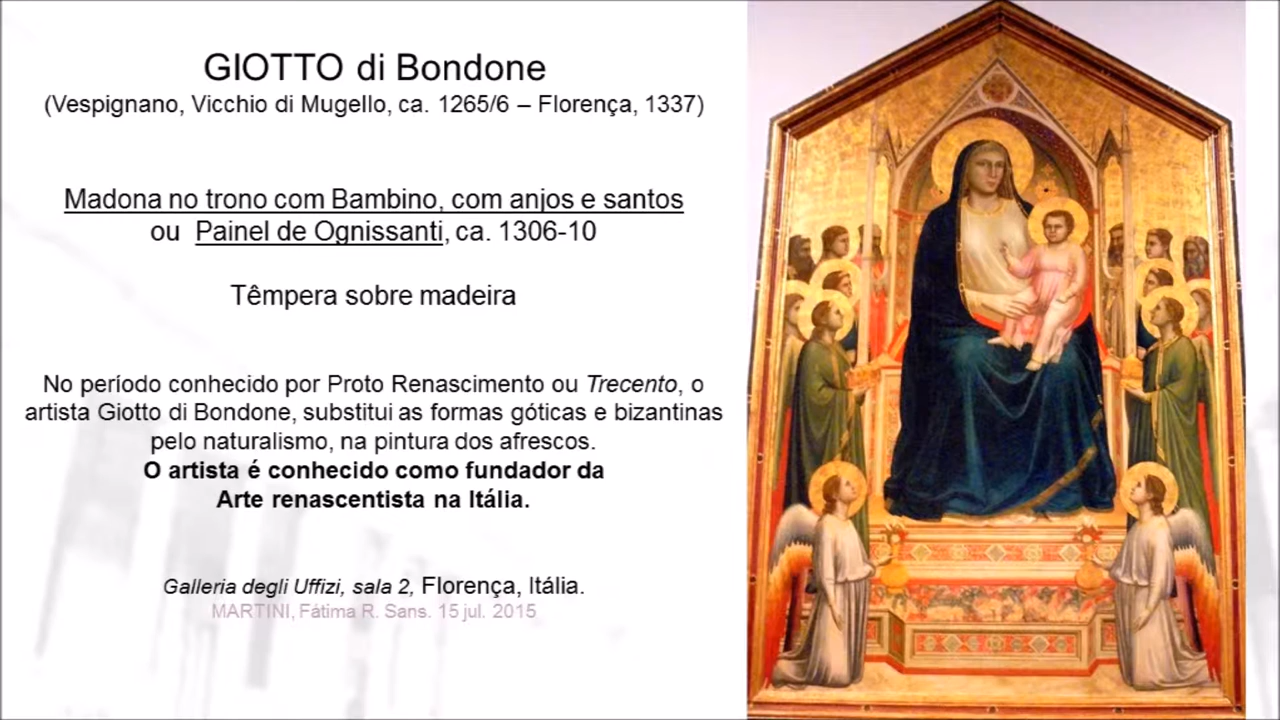 GIOTTO di Bondone
(Vespignano, Vicchio di Mugello, ca. 1265/6 – Florença, 1337)
Madona no trono com Bambino, com anjos e santos
ou Painel de Ognissanti, ca. 1306-10
Têmpera sobre madeira
No período conhecido por Proto Renascimento ou Trecento, o
artista Giotto di Bondone, substitui as formas góticas e bizantinas
pelo naturalismo, na pintura dos afrescos.
O artista é conhecido como fundador da
Arte renascentista na Itália.
Galleria degli Uffizi, sala 2, Florença, Itália.
MARTINI, Fátima R. Sans. 15 jul. 2015